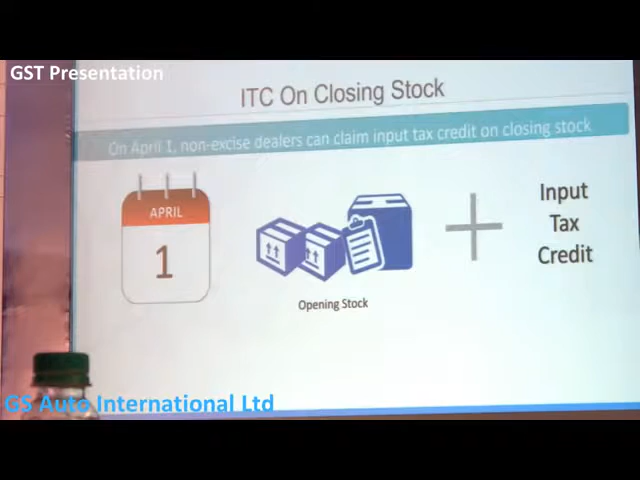 GST Presentation
ITC On Closing Stock
On April 1, non-excise dealers can claim input tax credit on closing stock
APRIL
1
Input
Tax
Credit
Opening Stock
GS Auto International Ltd